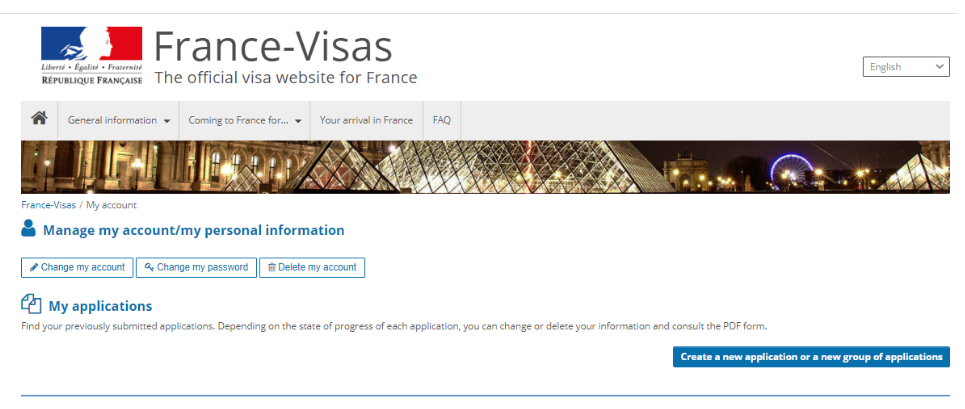 France-Visas
Liberté • Égalité • Fraternité
RÉPUBLIQUE FRANÇAISE
The official visa website for France
English
General information
Coming to France for...
Your arrival in France
FAQ
France-Visas / My account
Manage my account/my personal information
Change my account
Change my password
Delete my account
My applications
Find your previously submitted applications. Depending on the state of progress of each application, you can change or delete your information and consult the PDF form.
Create a new application or a new group of applications